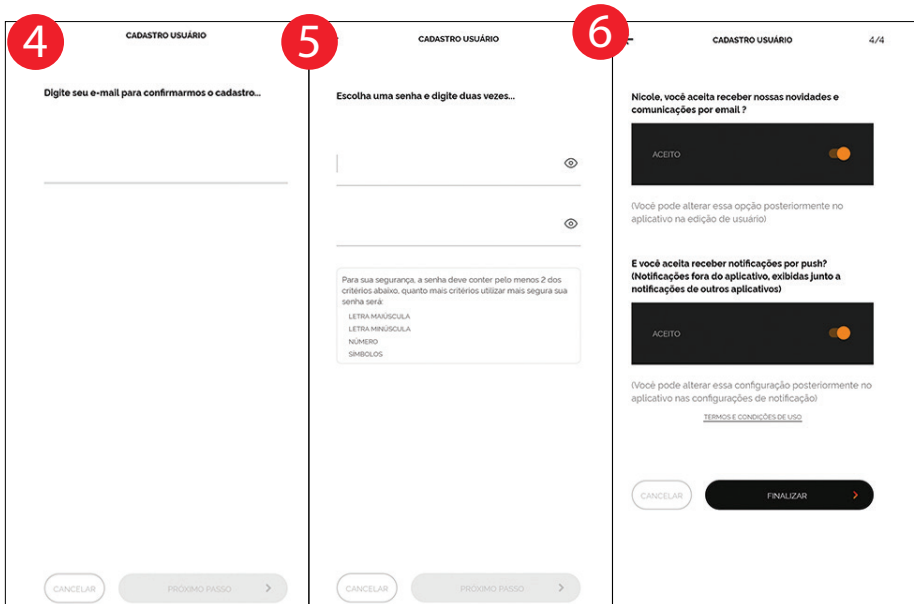 4
CADASTRO USUÁRIO
Digite seu e-mail para confirmarmos o cadastro...
CANCELAR
PRÓXIMO PASSO
5
CADASTRO USUÁRIO
Escolha uma senha e digite duas vezes...
Para sua segurança, a senha deve conter pelo menos 2 dos
critérios abaixo, quanto mais critérios utilizar mais segura sua
senha será:
LETRA MAIÚSCULA
LETRA MINÚSCULA
NÚMERO
SÍMBOLOS
CANCELAR
PRÓXIMO PASSO
6
CADASTRO USUÁRIO
4/4
Nicole, você aceita receber nossas novidades e
comunicações por email ?
ACEITO
(Você pode alterar essa opção posteriormente no
aplicativo na edição de usuário)
E você aceita receber notificações por push?
(Notificações fora do aplicativo, exibidas junto a
notificações de outros aplicativos)
ACEITO
(Você pode alterar essa configuração posteriormente no
aplicativo nas configurações de notificação)
TERMOS E CONDIÇÕES DE USO
CANCELAR
FINALIZAR